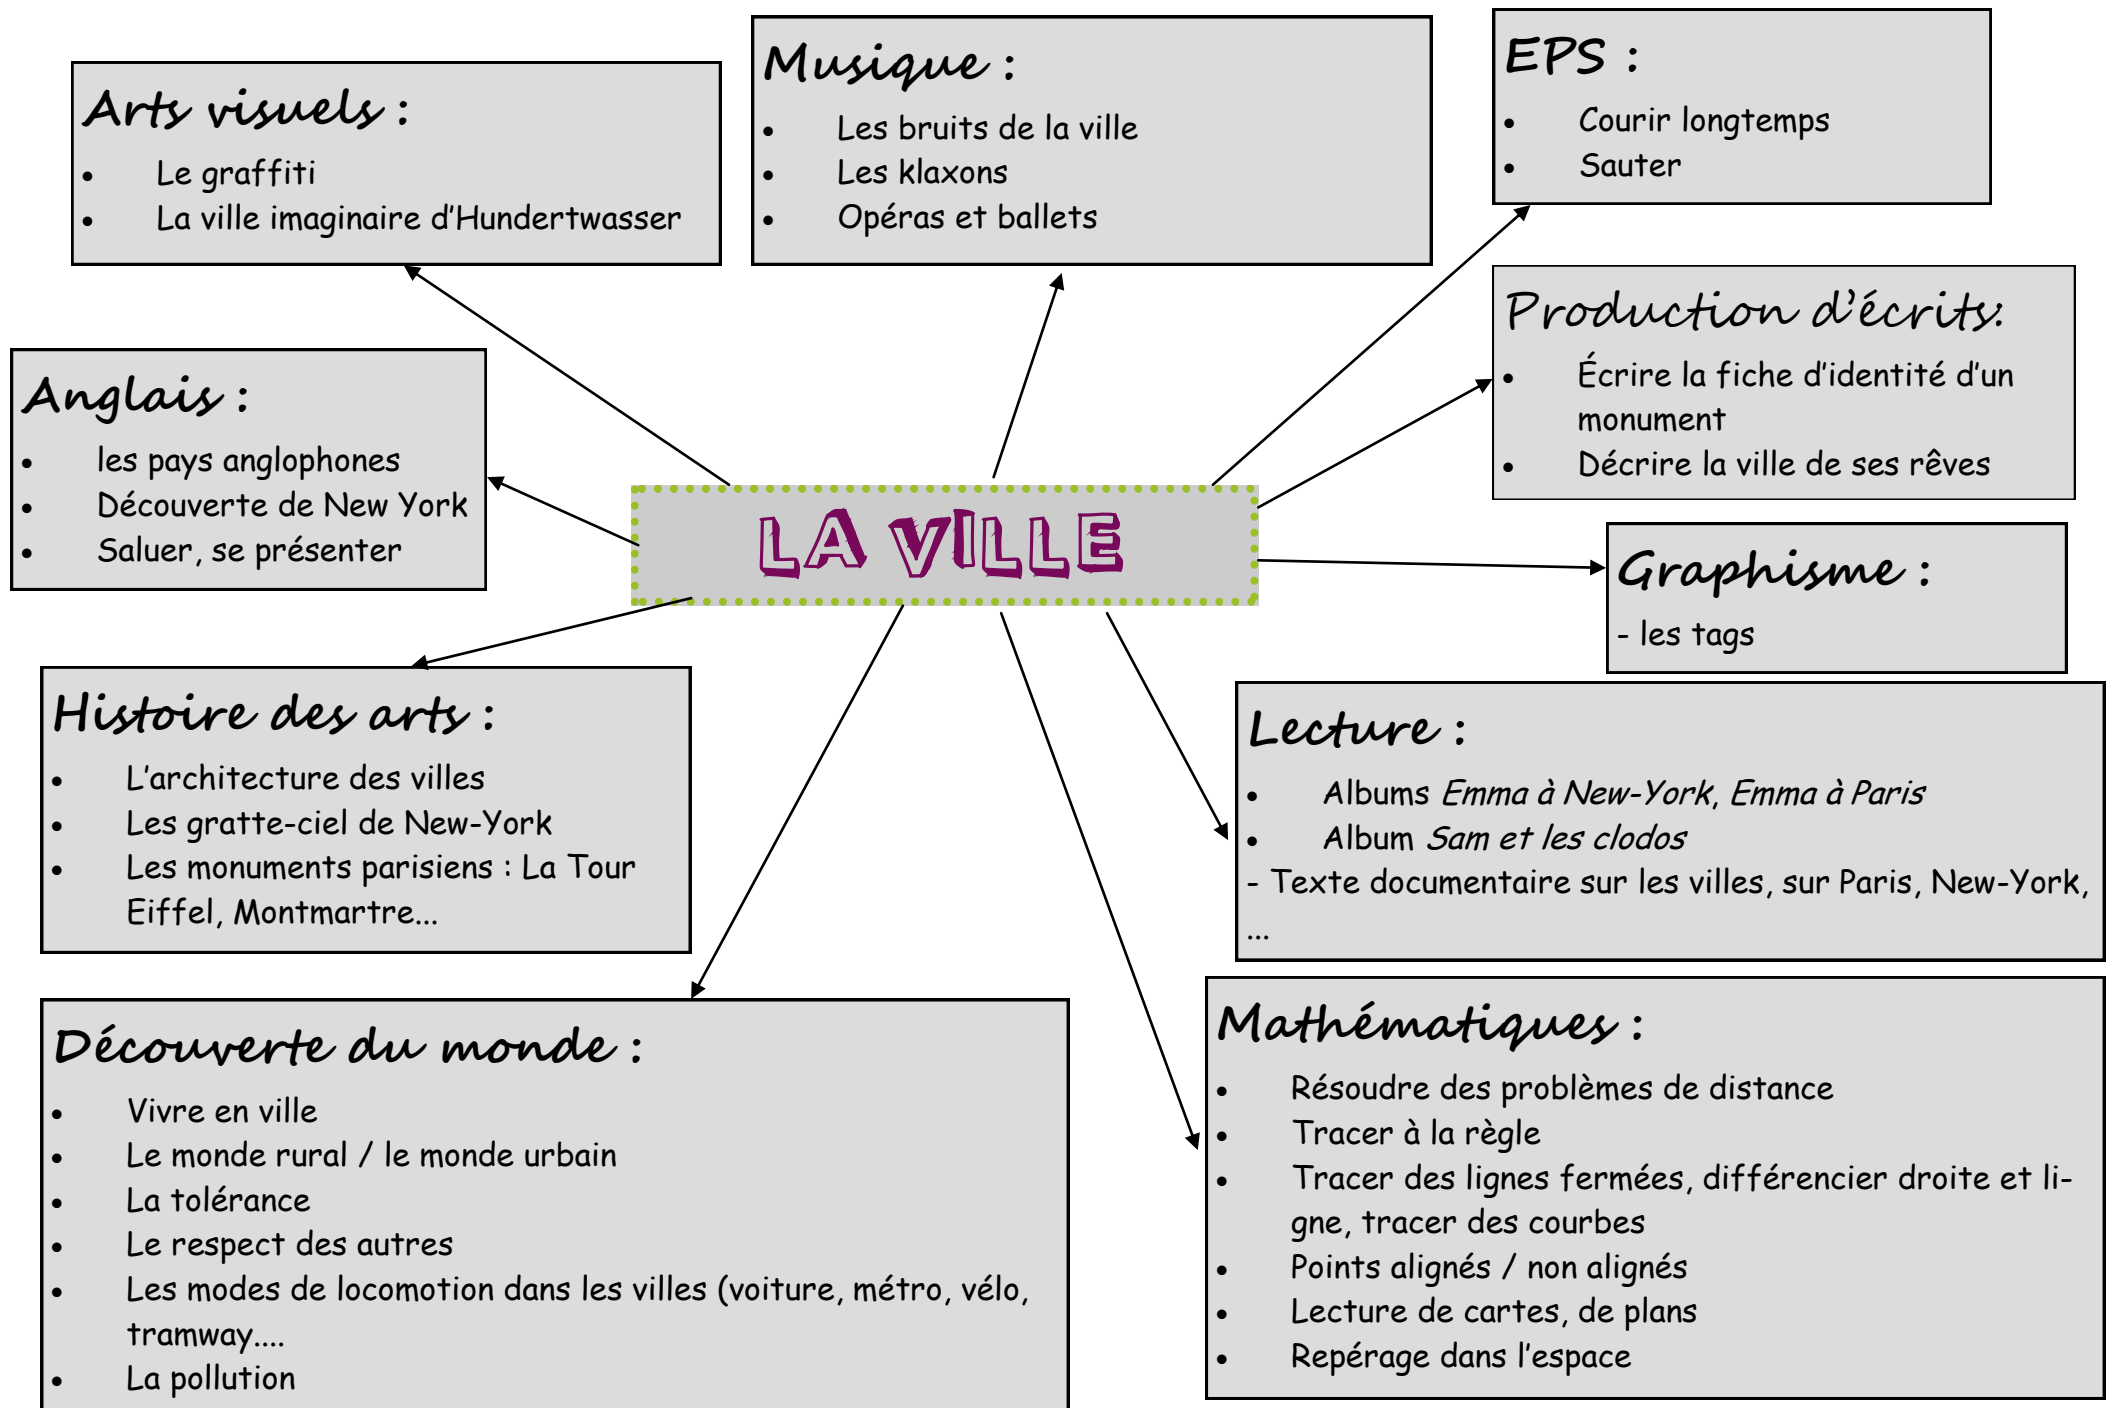 Arts visuels :
• Le graffiti
• La ville imaginaire d'Hundertwasser
Musique :
• Les bruits de la ville
• Les klaxons
• Opéras et ballets
EPS :
• Courir longtemps
• Sauter
Production d'écrits:
• Écrire la fiche d'identité d'un
monument
• Décrire la ville de ses rêves
Anglais :
• les pays anglophones
• Découverte de New York
• Saluer, se présenter
LA VILLE
Graphisme :
- les tags
Histoire des arts :
• L'architecture des villes
• Les gratte-ciel de New-York
• Les monuments parisiens : La Tour
Eiffel, Montmartre...
Lecture :
• Albums Emma à New-York, Emma à Paris
• Album Sam et les clodos
- Texte documentaire sur les villes, sur Paris, New-York,
...
Découverte du monde :
• Vivre en ville
• Le monde rural / le monde urbain
• La tolérance
• Le respect des autres
• Les modes de locomotion dans les villes (voiture, métro, vélo,
tramway....
• La pollution
Mathématiques :
• Résoudre des problèmes de distance
• Tracer à la règle
• Tracer des lignes fermées, différencier droite et li-
gne, tracer des courbes
• Points alignés / non alignés
• Lecture de cartes, de plans
• Repérage dans l'espace